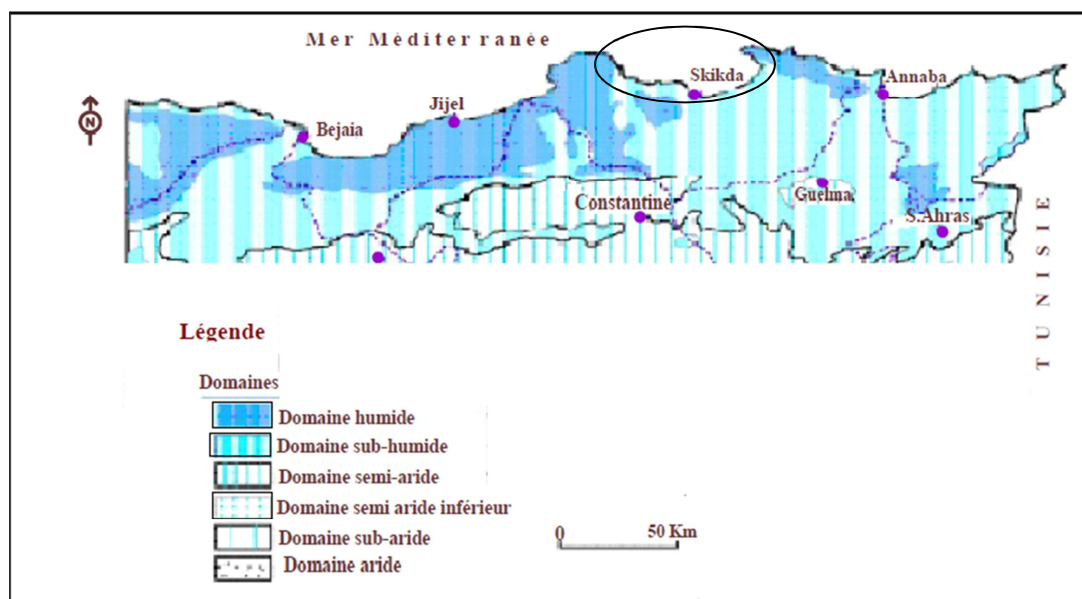 Mer Méditerranée
Skikda
Annaba
Jijel
Bejaia
N
Guelma
Constantine
S.Ahras
TUNISIE
Légende
Domaines
Domaine humide
Domaine sub-humide
Domaine semi-aride
Domaine semi aride inférieur
Domaine sub-aride
Domaine aride
0 50 Km